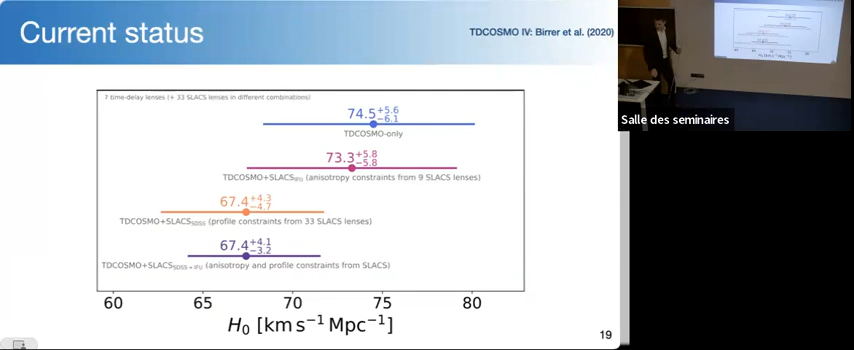 Current status
TDCOSMO IV: Birrer et al. (2020)
7 time-delay lenses (+ 33 SLACS lenses in different combinations)
74.5+5.6−6.1
TDCOSMO-only
73.3+5.8−5.8
TDCOSMO+SLACSIFU (anisotropy constraints from 9 SLACS lenses)
67.4+4.3−4.7
TDCOSMO+SLACSSDSS (profile constraints from 33 SLACS lenses)
67.4+4.1−3.2
TDCOSMO+SLACSSDSS+IFU (anisotropy and profile constraints from SLACS)
60 65 70 75 80
H0 [km s−1 Mpc−1]
19
Salle des seminaires